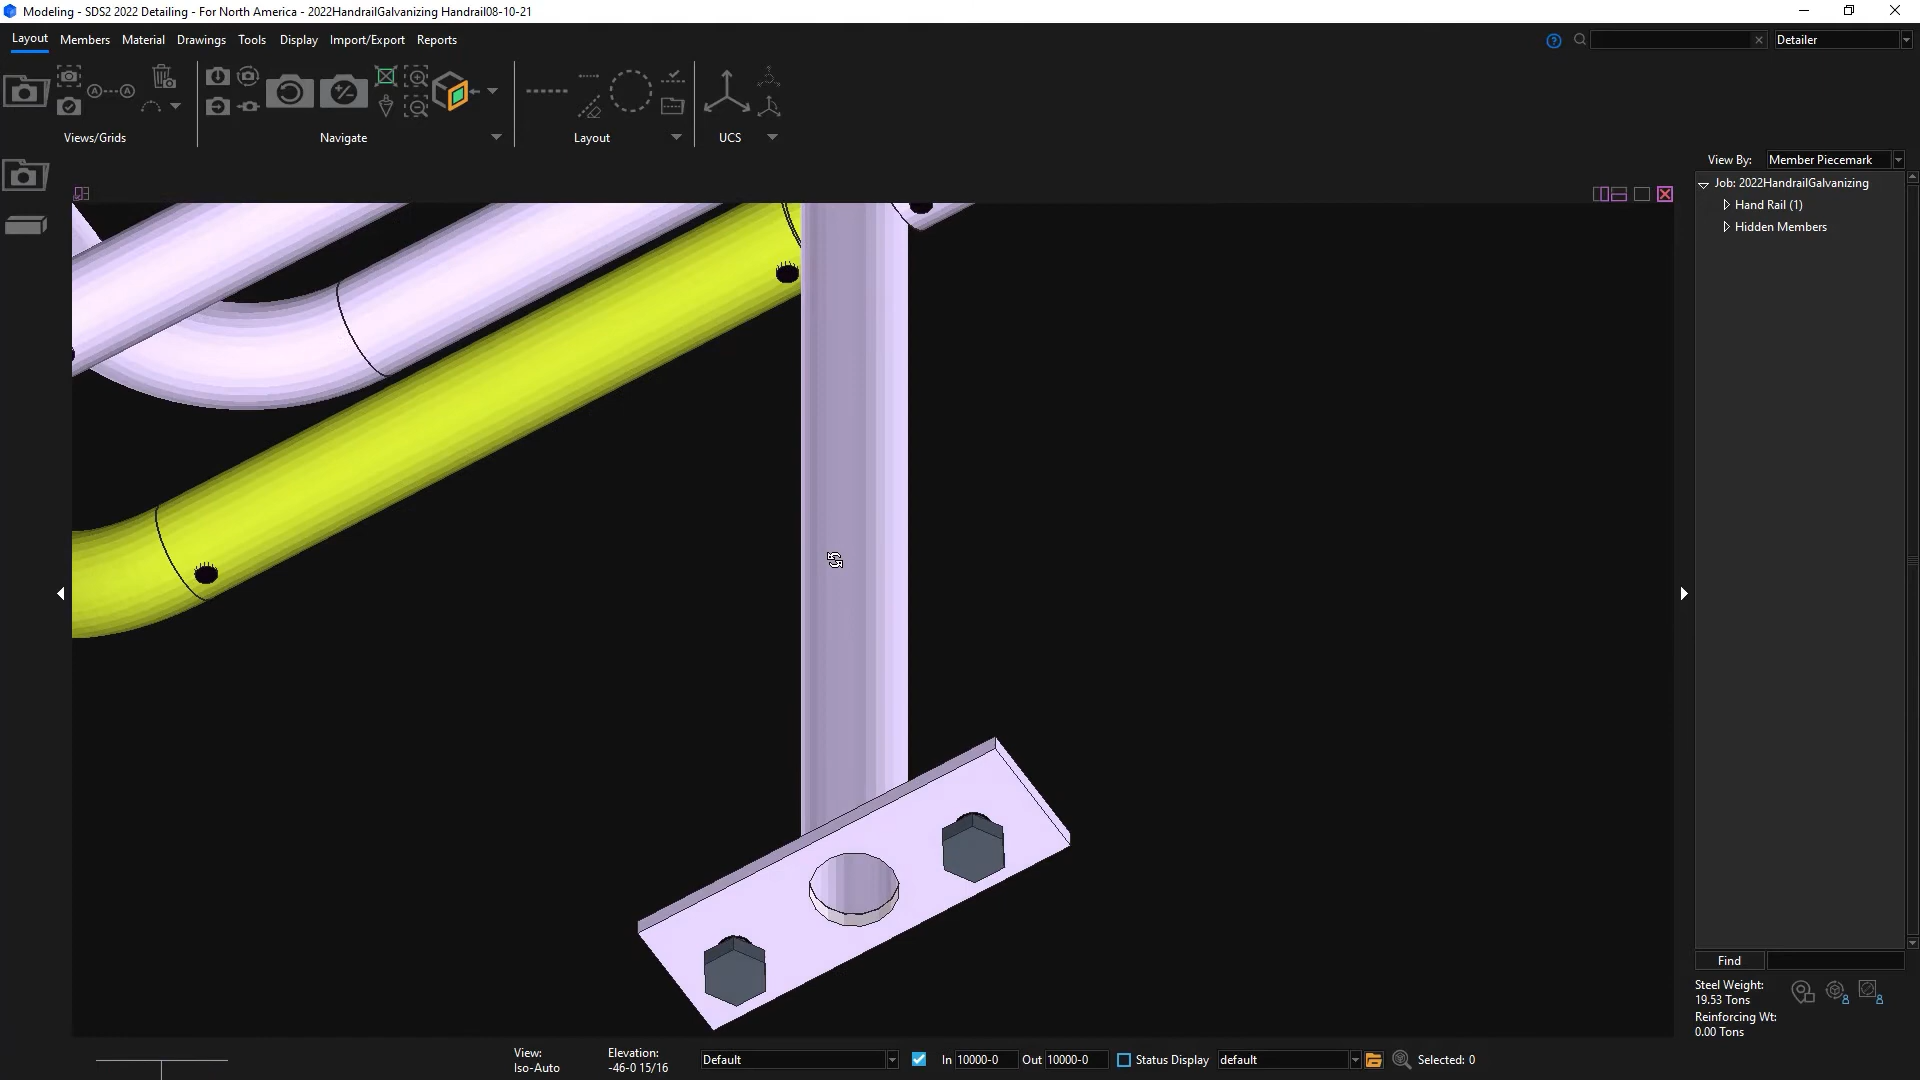 Modeling - SDS2 2022 Detailing - For North America - 2022HandrailGalvanizing Handrail08-10-21
Layout Members Material Drawings Tools Display Import/Export Reports
Detailer
Views/Grids Navigate Layout UCS
View By: Member Piecemark
Job: 2022HandrailGalvanizing
Hand Rail (1)
Hidden Members
Find
Steel Weight:
19.53 Tons
Reinforcing Wt:
0.00 Tons
View: Elevation:
Iso-Auto -46-0 15/16
Default In 10000-0 Out 10000-0 Status Display default Selected: 0